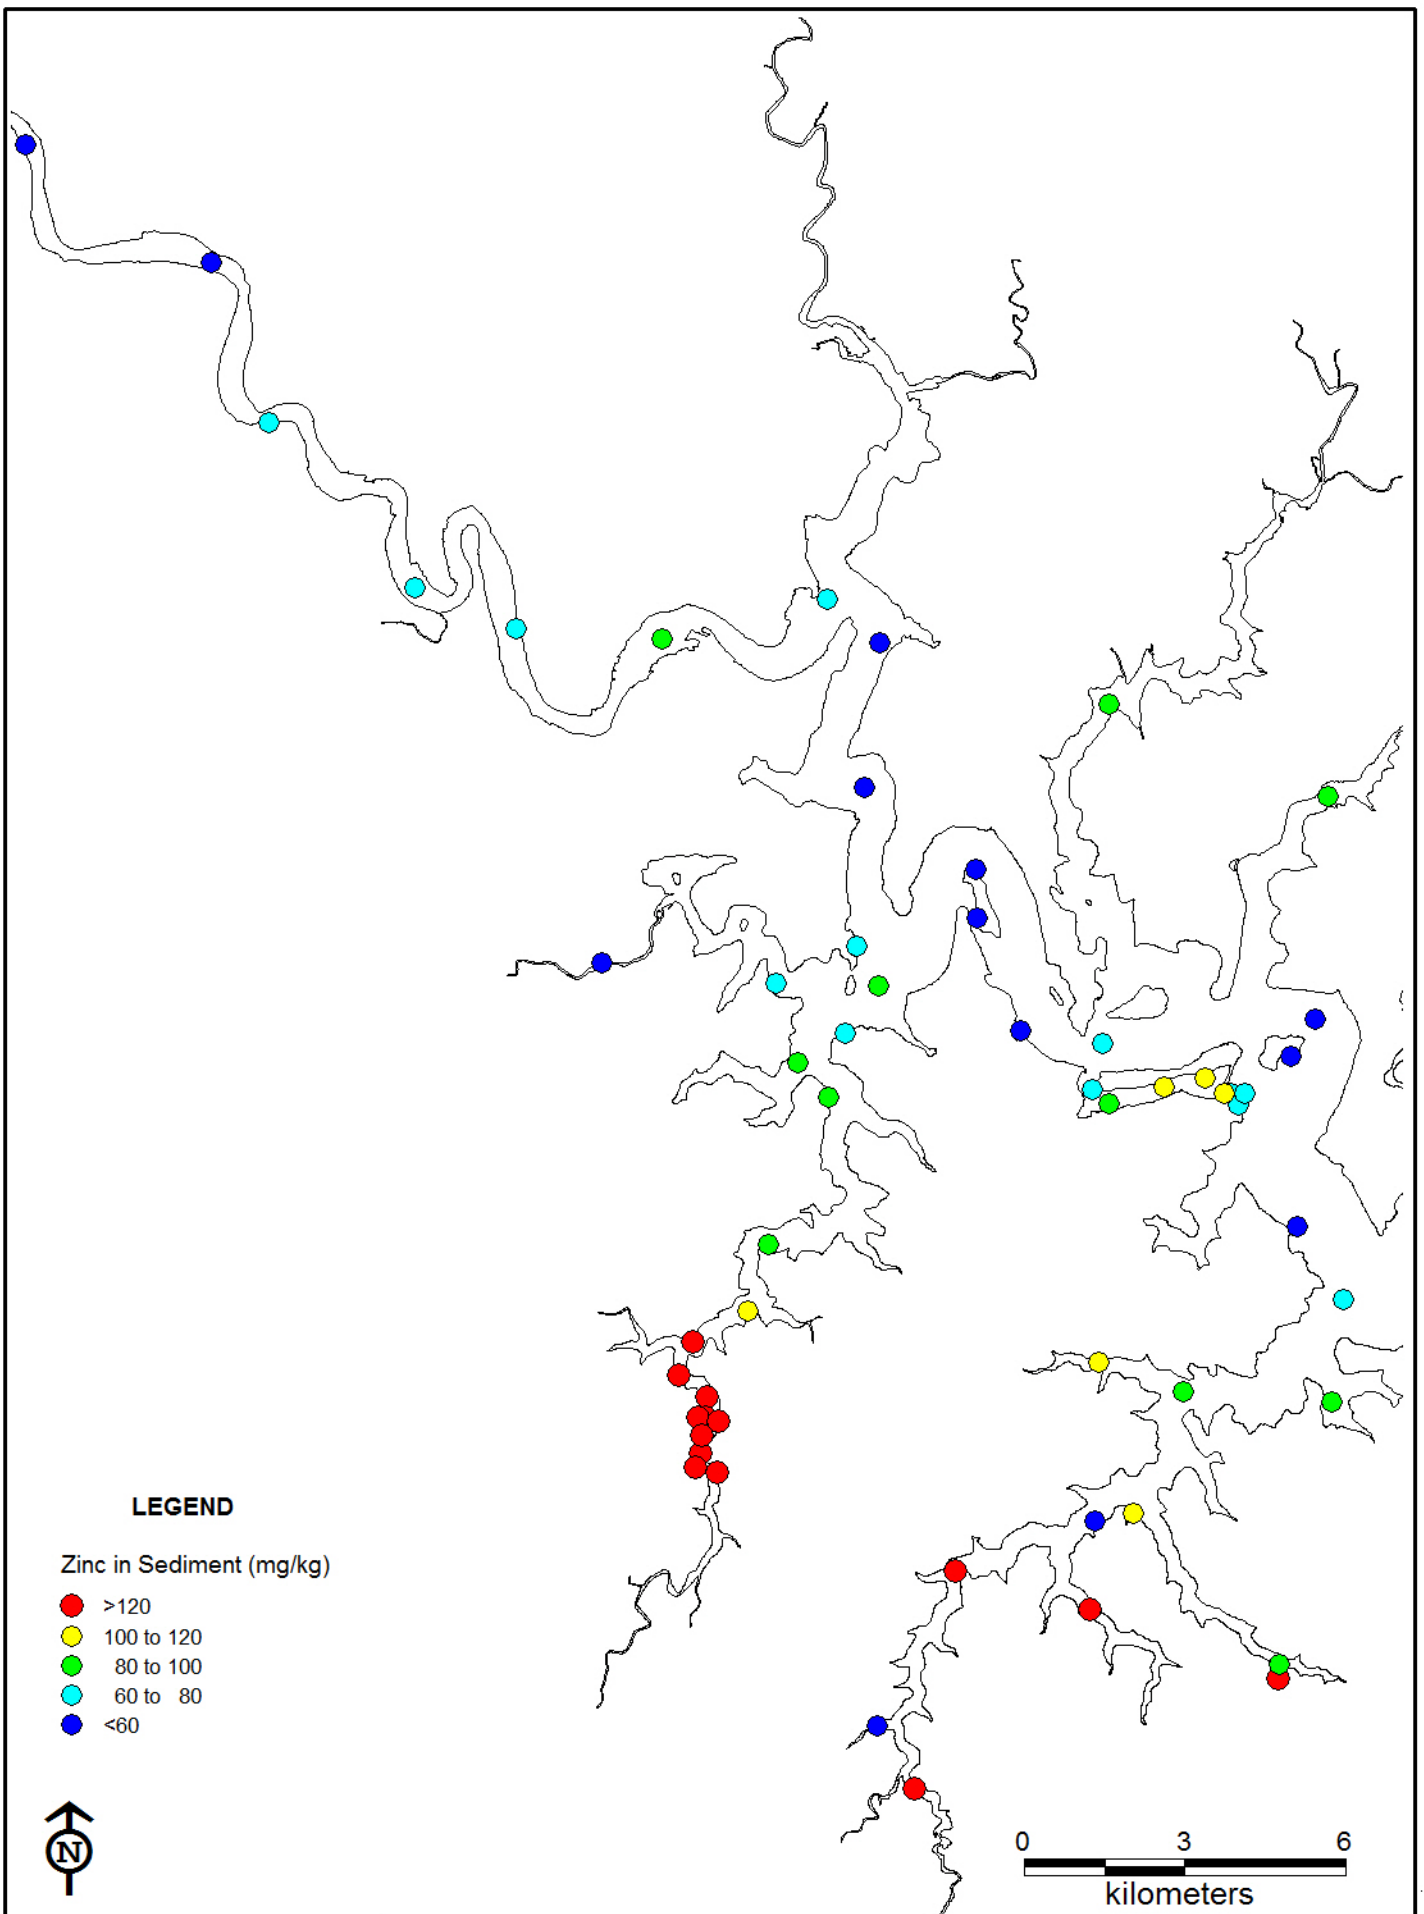 LEGEND
Zinc in Sediment (mg/kg)
>120
100 to 120
80 to 100
60 to 80
<60
N
0 3 6
kilometers